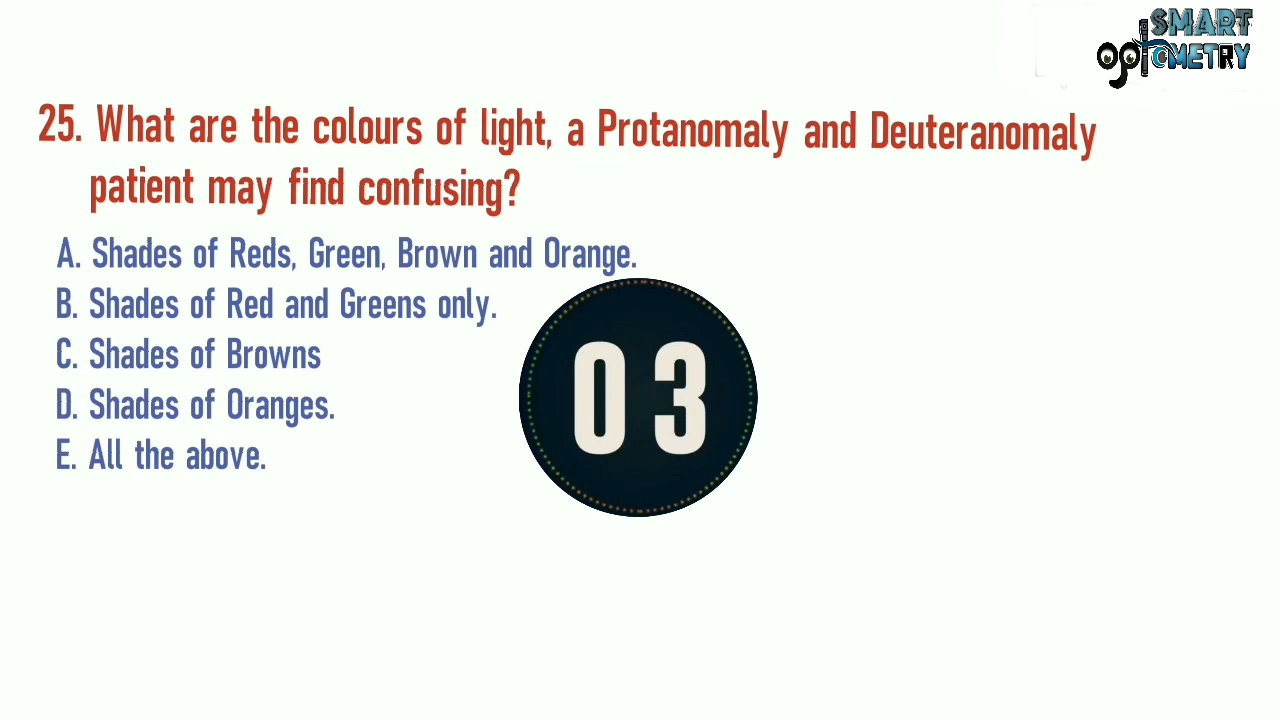 SMART
optOMETRY
25. What are the colours of light, a Protanomaly and Deuteranomaly
patient may find confusing?
A. Shades of Reds, Green, Brown and Orange.
B. Shades of Red and Greens only.
C. Shades of Browns
D. Shades of Oranges.
E. All the above.
03